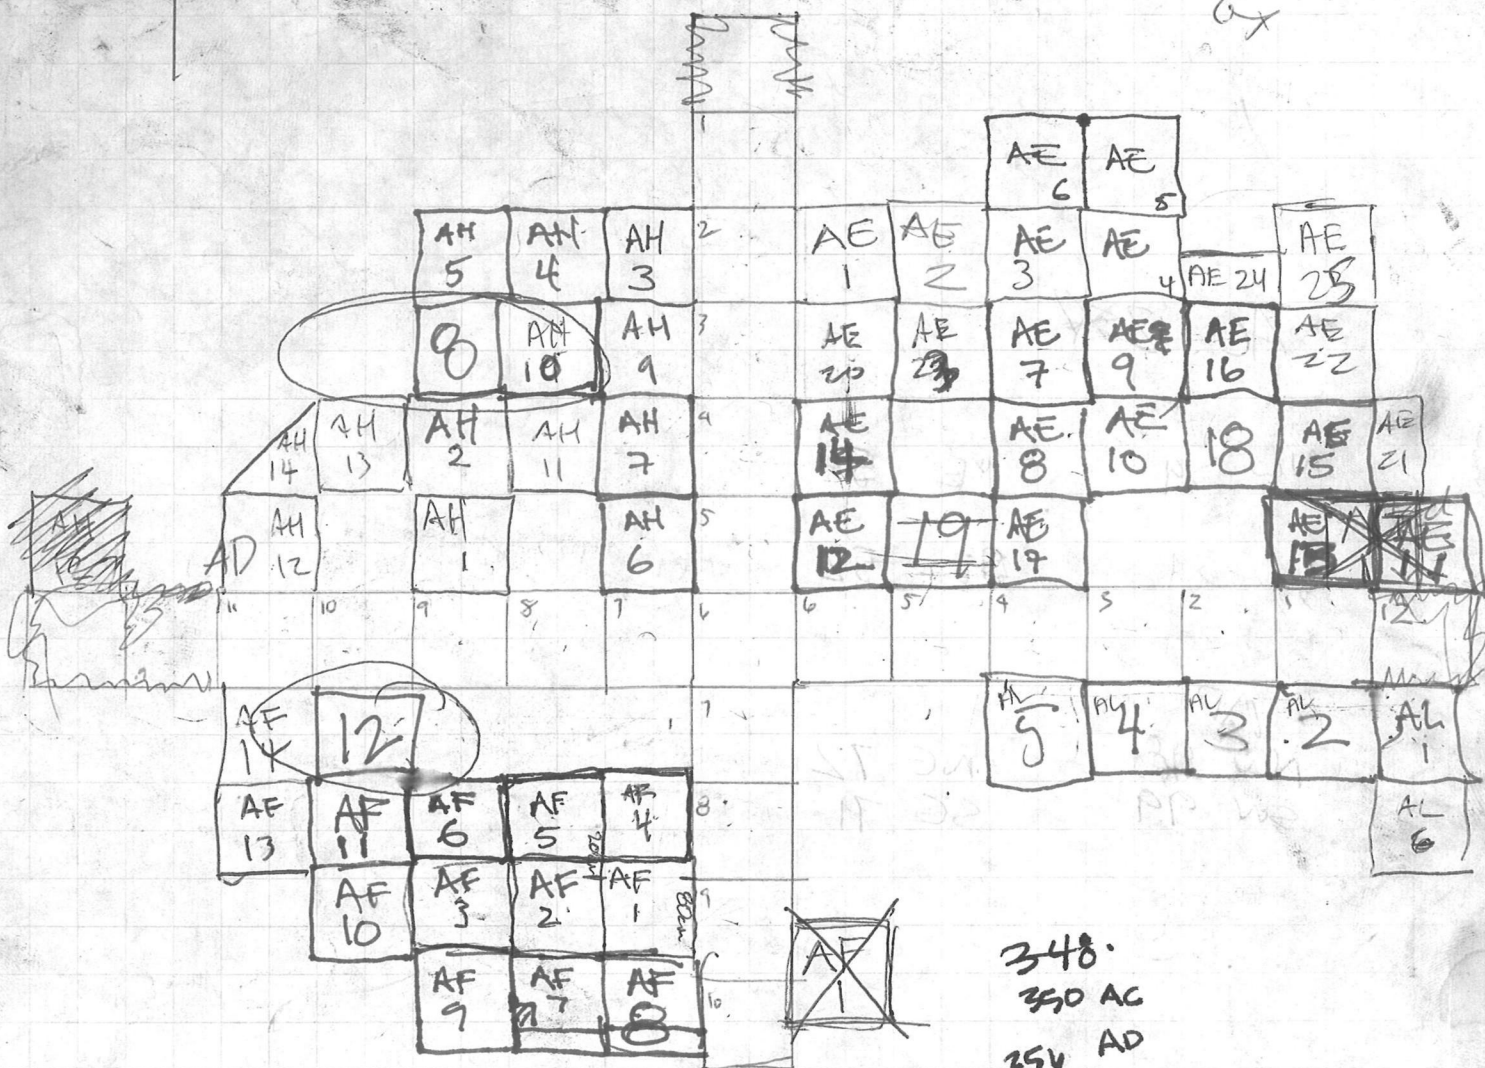 1
AE 6 AE 5
AH 5 AH 4 AH 3 2 AE 1 AE 2 AE 3 AE 4 AE 24 AE 25
8 AH 10 AH 9 3 AE 20 AE AE 7 AE 9 AE 16 AE 22
AH 14 AH 13 AH 2 AH 11 AH 7 4 AE 14 AE 8 AE 10 18 AE 15 AE 21
AH AD AH 12 AH 1 AH 6 5 AE 12 19 AE 17 AE AE
11 10 9 8 7 6 6 5 4 3 2 1 12
AF 14 12 7 AL 5 AL 4 AL 3 AL 2 AL 1
AF 13 AF 11 AF 6 AF 5 AF 4 8 AL 6
AF 10 AF 3 AF 2 AF 1 80cm 9
AF 9 AF 7 AF 8 10 AF 1
348.
350 AC
354 AD